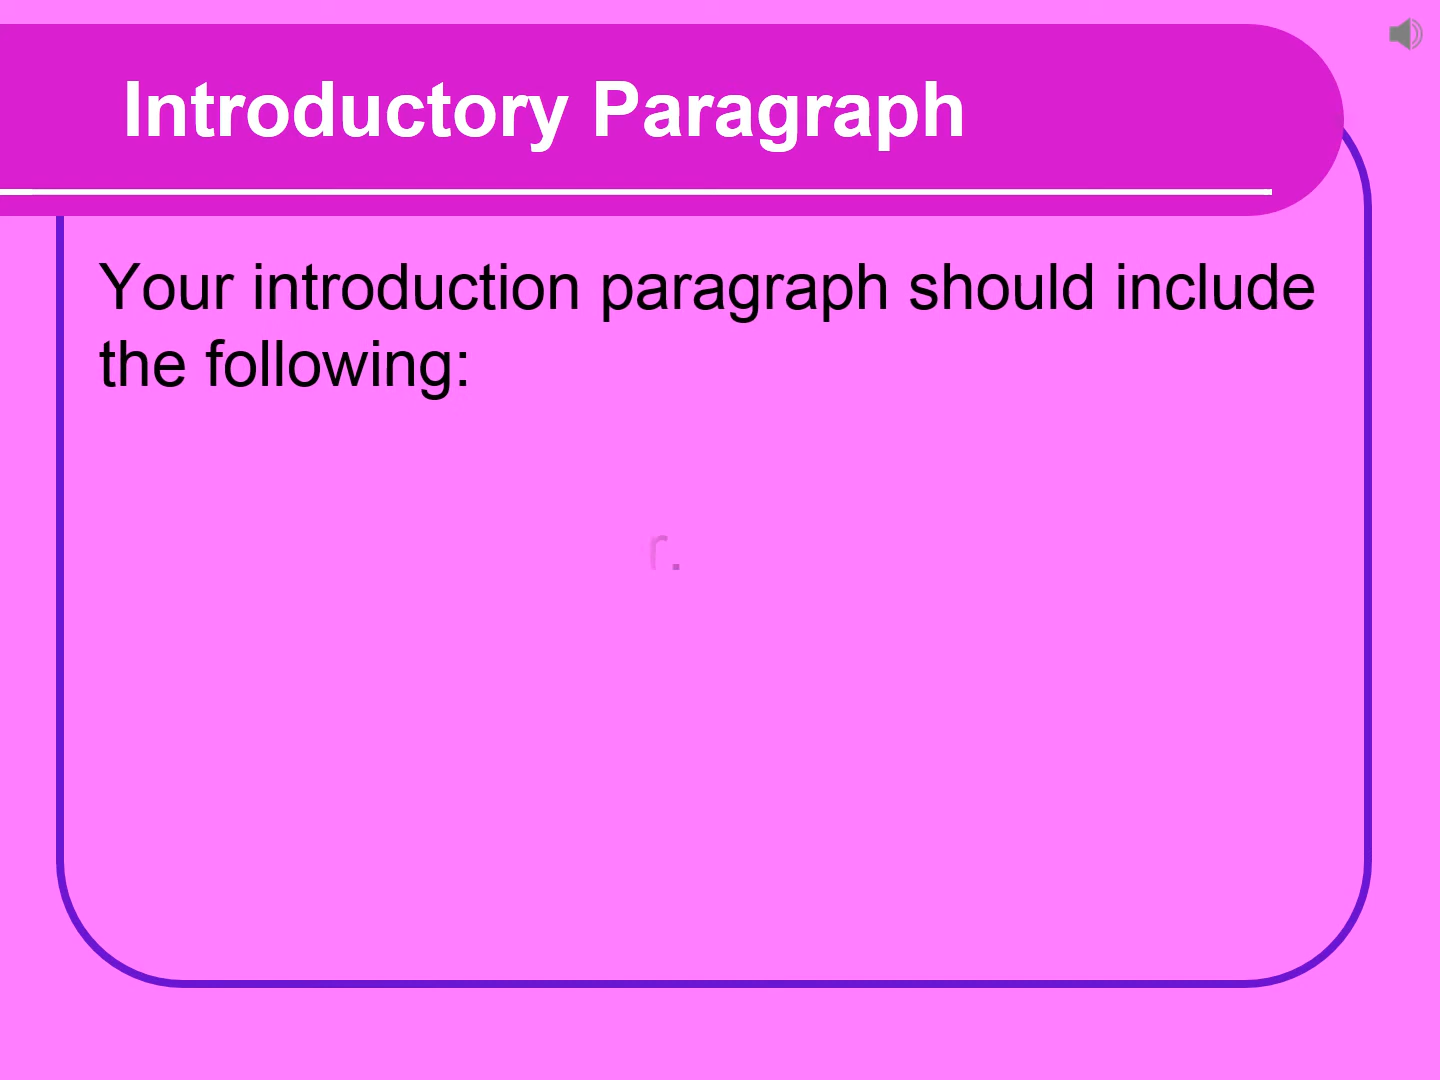 Introductory Paragraph
Your introduction paragraph should include
the following:
r.